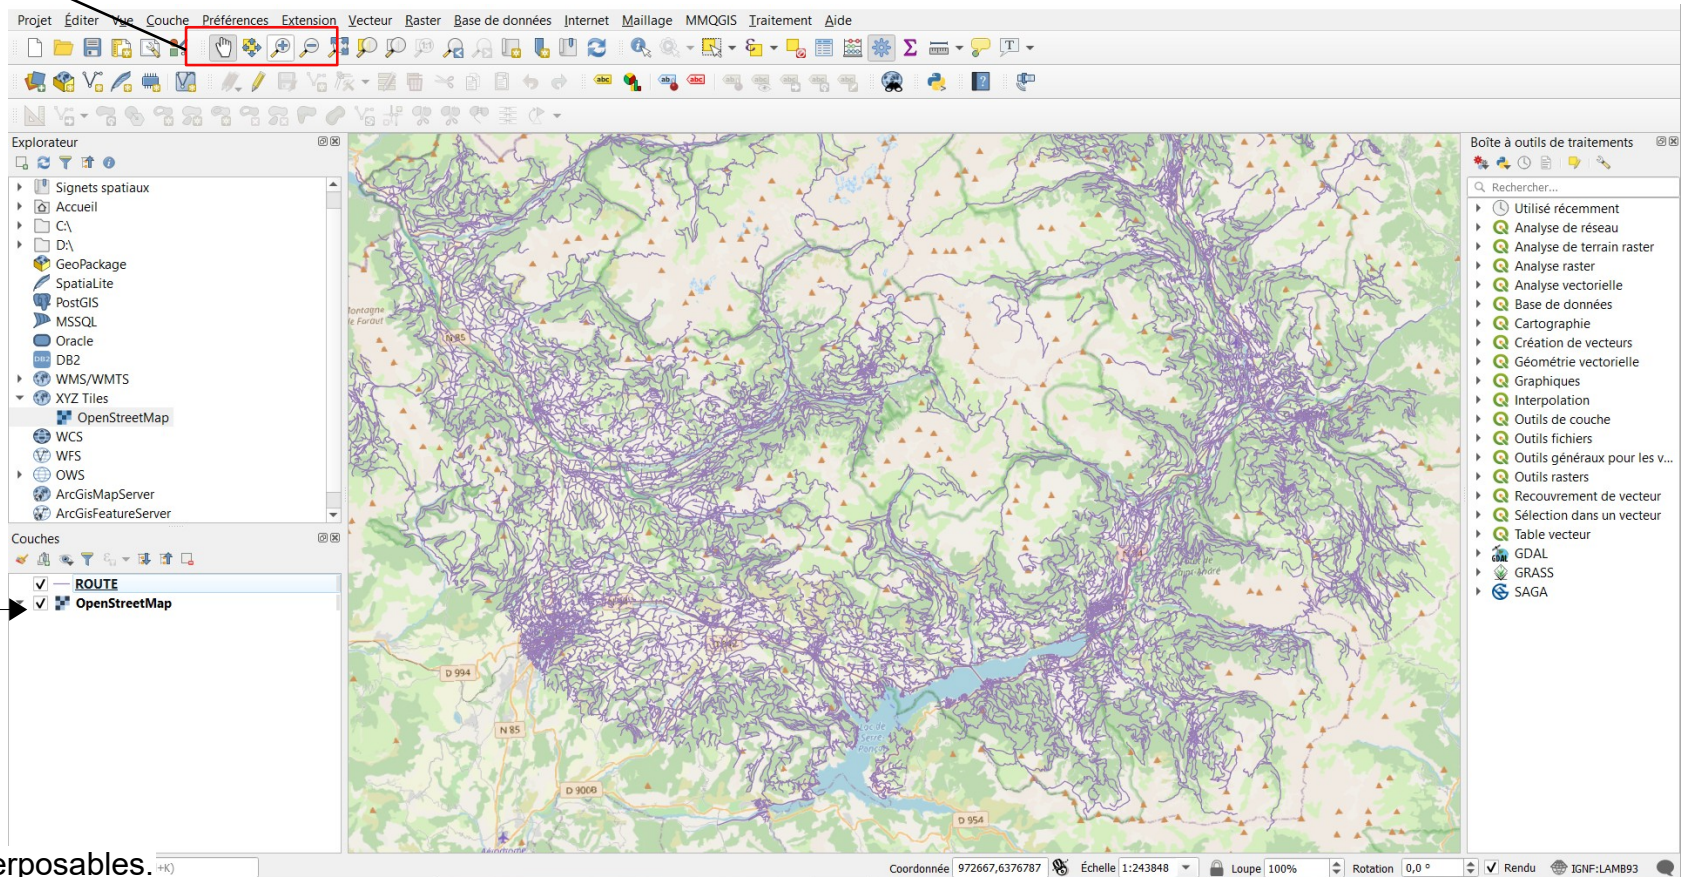 Projet Éditer Vue Couche Préférences Extension Vecteur Raster Base de données Internet Maillage MMQGIS Traitement Aide
Explorateur
Signets spatiaux
Accueil
C:\
D:\
GeoPackage
SpatiaLite
PostGIS
MSSQL
Oracle
DB2
WMS/WMTS
XYZ Tiles
OpenStreetMap
WCS
WFS
OWS
ArcGisMapServer
ArcGisFeatureServer
Couches
ROUTE
OpenStreetMap
N 85
D 994
N 85
D 900B
D 954
Lac de
Serre
Ponçon
Boîte à outils de traitements
Rechercher...
Utilisé récemment
Analyse de réseau
Analyse de terrain raster
Analyse raster
Analyse vectorielle
Base de données
Cartographie
Création de vecteurs
Géométrie vectorielle
Graphiques
Interpolation
Outils de couche
Outils fichiers
Outils généraux pour les v...
Outils rasters
Recouvrement de vecteur
Sélection dans un vecteur
Table vecteur
GDAL
GRASS
SAGA
erposables.
+K)
Coordonnée 972667,6376787 Échelle 1:243848 Loupe 100% Rotation 0,0 ° Rendu IGNF:LAMB93